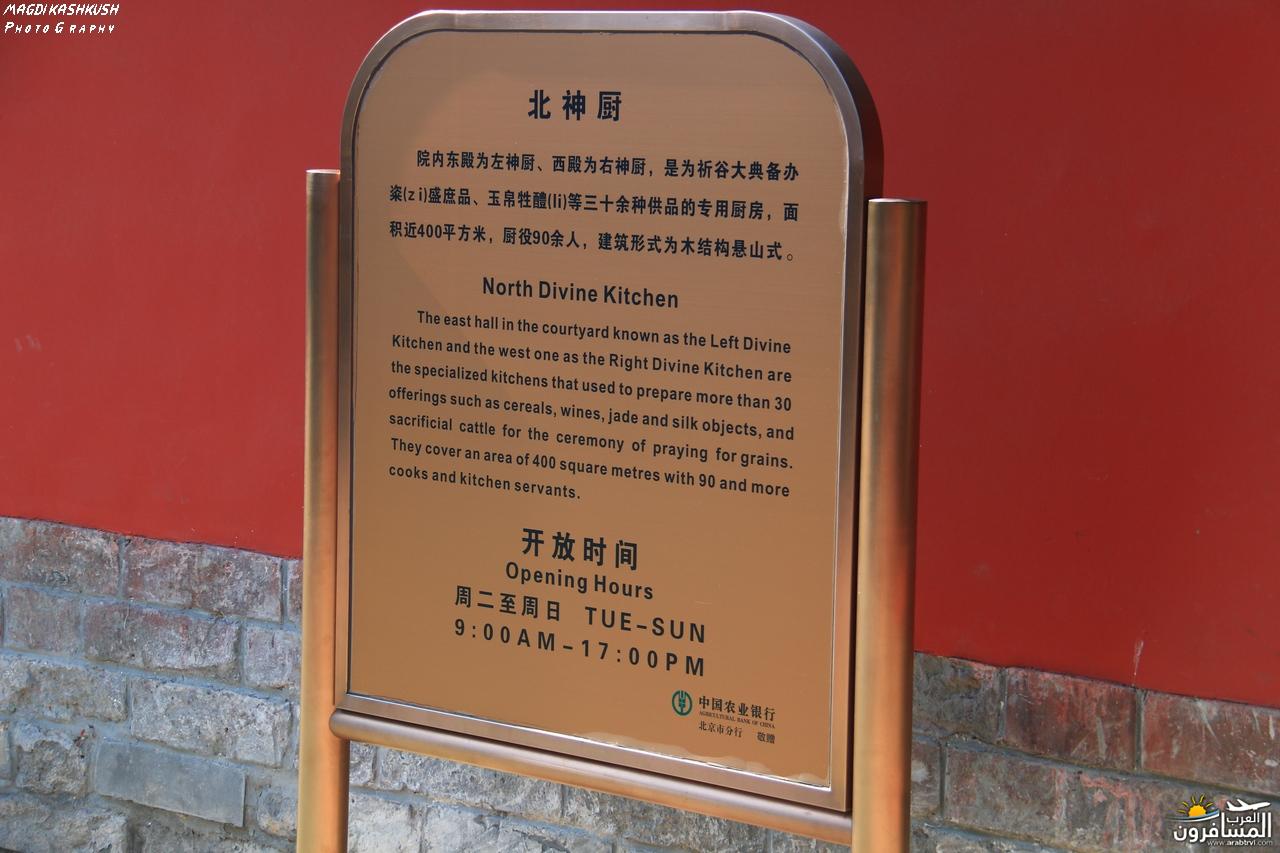 MAGDI KASHKUSH
PHOTOGRAPHY
北神厨
院内东殿为左神厨、西殿为右神厨，是为祈谷大典备办
粢(zi)盛庶品、玉帛牲醴(li)等三十余种供品的专用厨房，面
积近400平方米，厨役90余人，建筑形式为木结构悬山式。
North Divine Kitchen
The east hall in the courtyard known as the Left Divine
Kitchen and the west one as the Right Divine Kitchen are
the specialized kitchens that used to prepare more than 30
offerings such as cereals, wines, jade and silk objects, and
sacrificial cattle for the ceremony of praying for grains.
They cover an area of 400 square metres with 90 and more
cooks and kitchen servants.
开放时间
Opening Hours
周二至周日 TUE-SUN
9:00AM-17:00PM
中国农业银行
AGRICULTURAL BANK OF CHINA
北京市分行 敬赠
العرب
المسافرون
www.arabtrvl.com